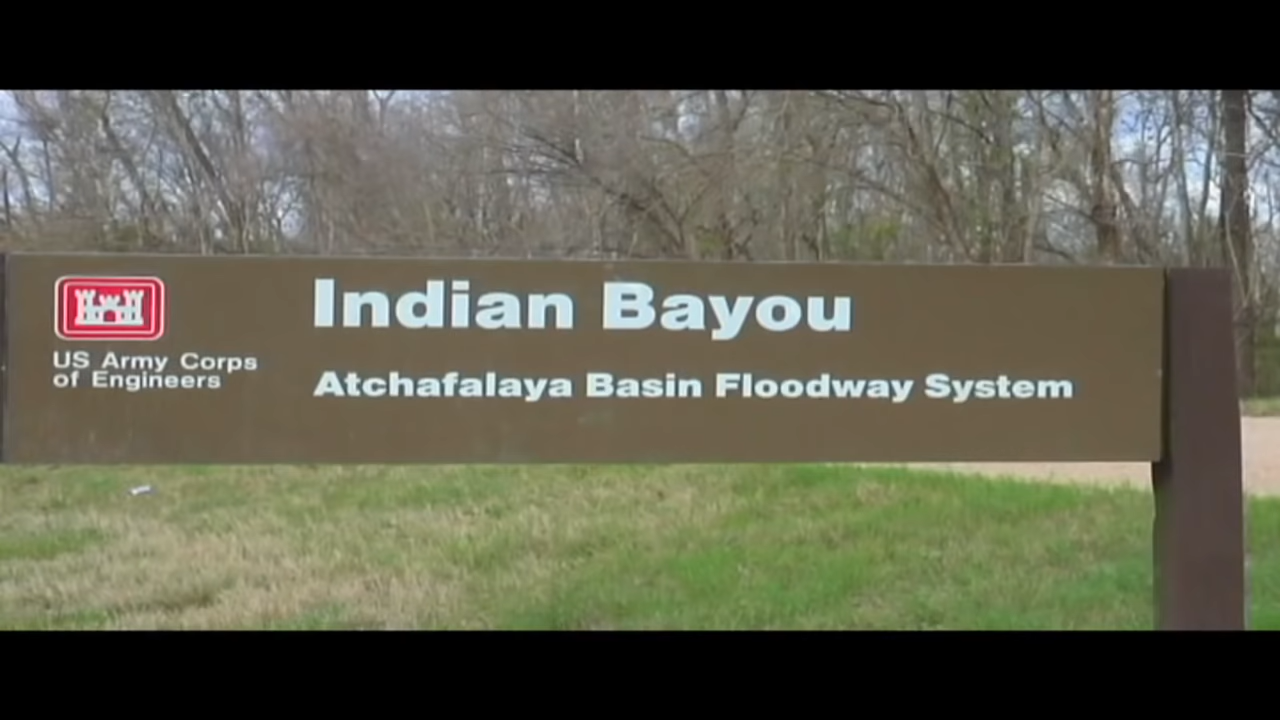 Indian Bayou
US Army Corps
of Engineers
Atchafalaya Basin Floodway System